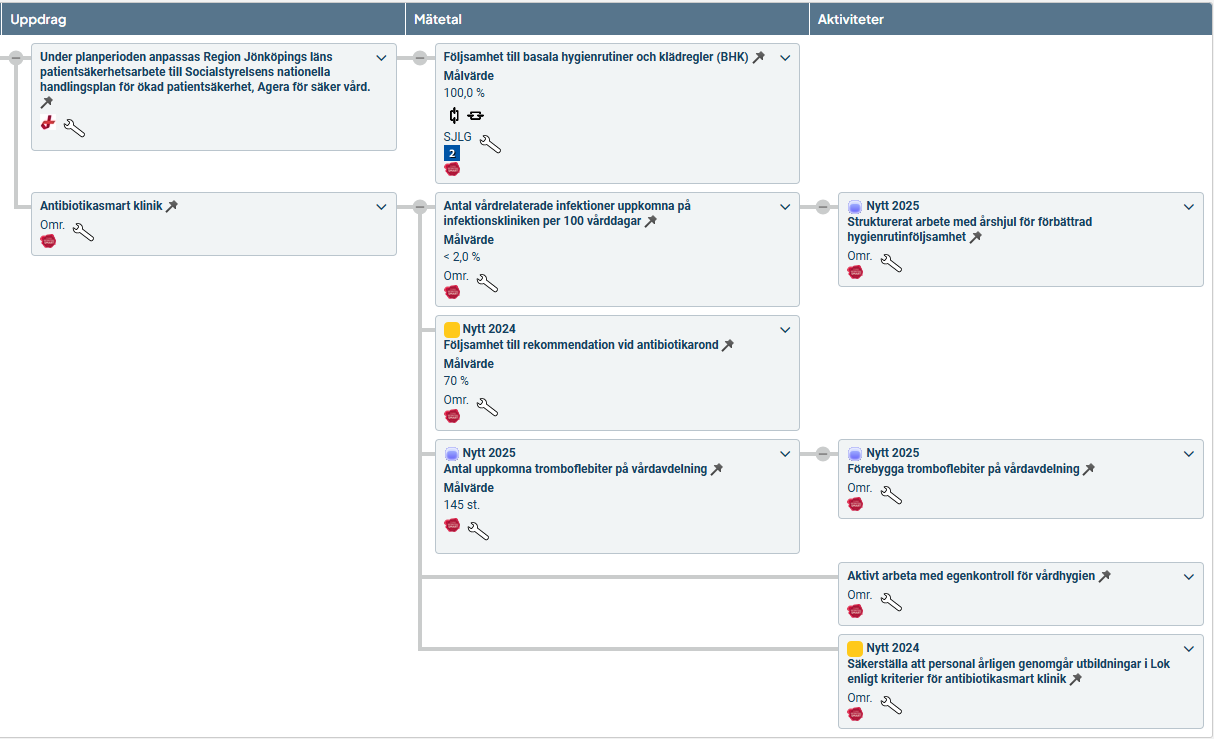 Uppdrag
Mätetal
Aktiviteter
Under planperioden anpassas Region Jönköpings läns
patientsäkerhetsarbete till Socialstyrelsens nationella
handlingsplan för ökad patientsäkerhet, Agera för säker vård.
Följsamhet till basala hygienrutiner och klädregler (BHK)
Målvärde
100,0 %
SJLG
2
Antibiotikasmart klinik
Omr.
Antal vårdrelaterade infektioner uppkomna på
infektionskliniken per 100 vårddagar
Målvärde
< 2,0 %
Omr.
Nytt 2025
Strukturerat arbete med årshjul för förbättrad
hygienrutinföljsamhet
Omr.
Nytt 2024
Följsamhet till rekommendation vid antibiotikarond
Målvärde
70 %
Omr.
Nytt 2025
Antal uppkomna tromboflebiter på vårdavdelning
Målvärde
145 st.
Nytt 2025
Förebygga tromboflebiter på vårdavdelning
Omr.
Aktivt arbeta med egenkontroll för vårdhygien
Omr.
Nytt 2024
Säkerställa att personal årligen genomgår utbildningar i Lok
enligt kriterier för antibiotikasmart klinik
Omr.